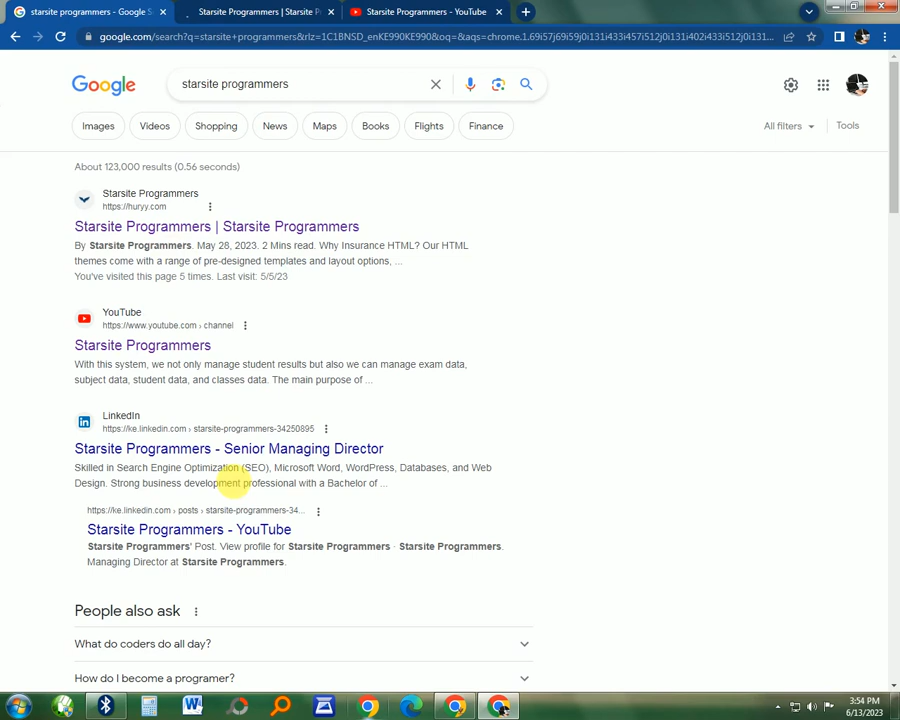 starsite programmers - Google S
Starsite Programmers | Starsite P
Starsite Programmers - YouTube
google.com/search?q=starsite+programmers&rlz=1C1BNSD_enKE990KE990&oq=&aqs=chrome.1.69i57j69i59j0i131i433i457i512j0i131i402i433i512j0i131...
Google
starsite programmers
Images
Videos
Shopping
News
Maps
Books
Flights
Finance
All filters
Tools
About 123,000 results (0.56 seconds)
Starsite Programmers
https://huryy.com
Starsite Programmers | Starsite Programmers
By Starsite Programmers. May 28, 2023. 2 Mins read. Why Insurance HTML? Our HTML
themes come with a range of pre-designed templates and layout options, ...
You've visited this page 5 times. Last visit: 5/5/23
YouTube
https://www.youtube.com › channel
Starsite Programmers
With this system, we not only manage student results but also we can manage exam data,
subject data, student data, and classes data. The main purpose of ...
LinkedIn
https://ke.linkedin.com › starsite-programmers-34250895
Starsite Programmers - Senior Managing Director
Skilled in Search Engine Optimization (SEO), Microsoft Word, WordPress, Databases, and Web
Design. Strong business development professional with a Bachelor of ...
https://ke.linkedin.com › posts › starsite-programmers-34...
Starsite Programmers - YouTube
Starsite Programmers' Post. View profile for Starsite Programmers · Starsite Programmers.
Managing Director at Starsite Programmers.
People also ask
What do coders do all day?
How do I become a programer?
3:54 PM
6/13/2023